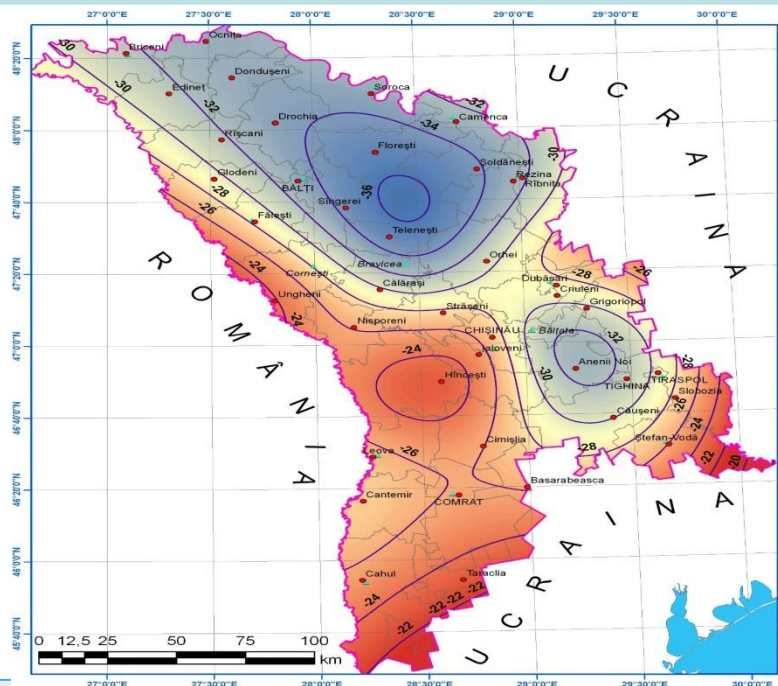 27°0'0"E 27°30'0"E 28°0'0"E 28°30'0"E 29°0'0"E 29°30'0"E 30°0'0"E
48°20'0"N
48°0'0"N
47°40'0"N
47°20'0"N
47°0'0"N
46°40'0"N
46°20'0"N
46°0'0"N
45°40'0"N
Ocnița
Briceni
-30
Dondușeni
Edineț
-30
-32
Soroca
-32
Camenca
-34
Drochia
Rîșcani
Florești
Șoldănești
-30
Rezina
Rîbnița
Glodeni
BĂLȚI
-36
-28
Sîngerei
-26
Fălești
Telenești
-24
Cornești
Bravicea
Orhei
Ungheni
Călărași
-28
-26
Dubăsari
Criuleni
Grigoriopol
-24
Nisporeni
Strășeni
CHIȘINĂU
Bălțata
-32
-24
Ialoveni
Anenii Noi
-30
-28
Hîncești
TIGHINA
TIRASPOL
Slobozia
-26
-24
Căușeni
Ștefan-Vodă
-22
-20
-28
Cimișlia
-26
Leova
Basarabeasca
Cantemir
COMRAT
Cahul
Taraclia
-24
-22
-22
-22
-22
U C R A I N A
R O M Â N I A
U C R A I N A
0 12,5 25 50 75 100
km
27°0'0"E 27°30'0"E 28°0'0"E 28°30'0"E 29°0'0"E 29°30'0"E 30°0'0"E